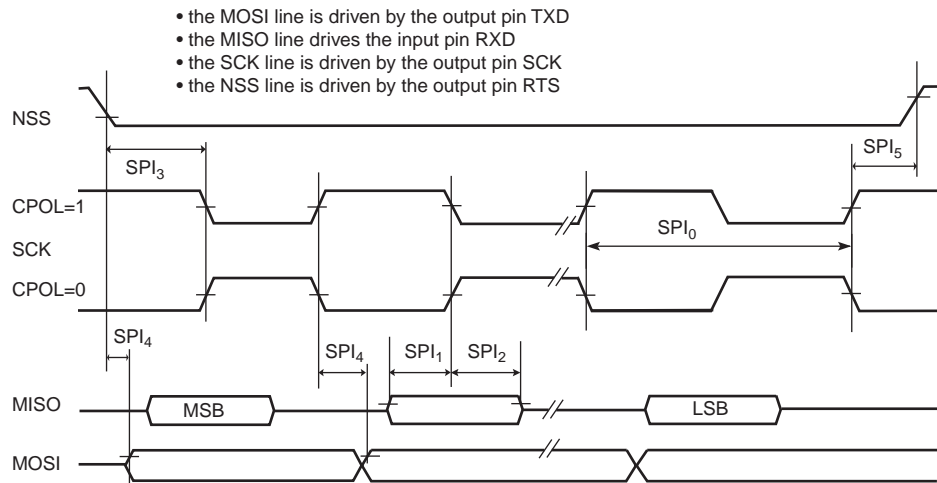 • the MOSI line is driven by the output pin TXD
• the MISO line drives the input pin RXD
• the SCK line is driven by the output pin SCK
• the NSS line is driven by the output pin RTS
NSS
SPI3
SPI5
CPOL=1
SPI0
SCK
CPOL=0
SPI4
SPI4
SPI1
SPI2
MISO
MSB
LSB
MOSI